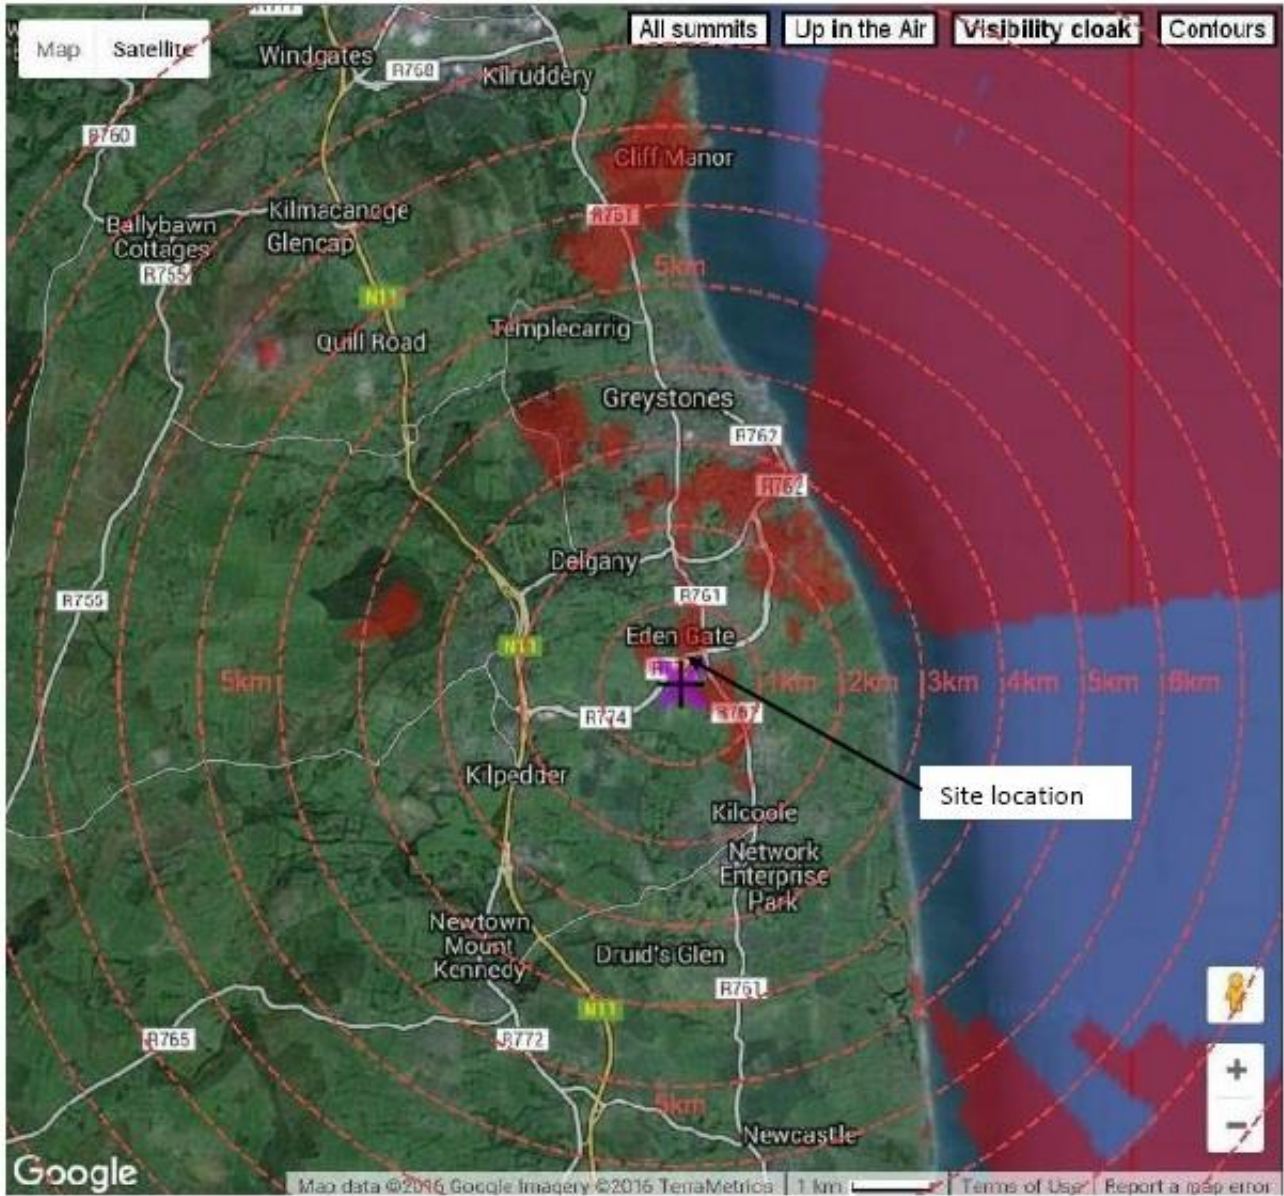 All summits
Up in the Air
Visibility cloak
Contours
Map
Satellite
Windgates
R768
Kilruddery
R760
Cliff Manor
Kilmacanoge
R761
Ballybawn
Cottages
Glencap
R755
5km
N11
Templecarrig
Quill Road
Greystones
R762
R762
Delgany
R755
R761
Eden Gate
N11
5km
1km
2km
3km
4km
5km
6km
R774
R761
Kilpedder
Site location
Kilcoole
Network
Enterprise
Park
Newtown
Mount
Kennedy
Druid's Glen
R761
N11
R765
R772
5km
Newcastle
Google
Map data ©2016 Google Imagery ©2016 TerraMetrics
1 km
Terms of Use
Report a map error